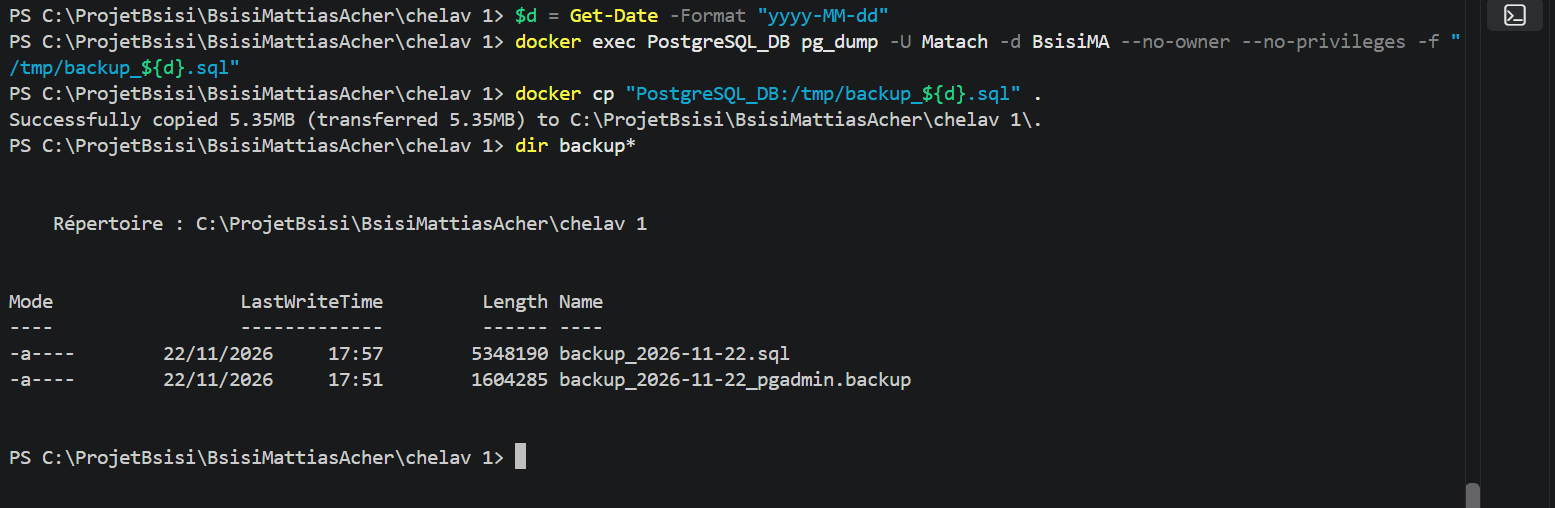 PS C:\ProjetBsisi\BsisiMattiasAcher\chelav 1> $d = Get-Date -Format "yyyy-MM-dd"
PS C:\ProjetBsisi\BsisiMattiasAcher\chelav 1> docker exec PostgreSQL_DB pg_dump -U Matach -d BsisiMA --no-owner --no-privileges -f "
/tmp/backup_${d}.sql"
PS C:\ProjetBsisi\BsisiMattiasAcher\chelav 1> docker cp "PostgreSQL_DB:/tmp/backup_${d}.sql" .
Successfully copied 5.35MB (transferred 5.35MB) to C:\ProjetBsisi\BsisiMattiasAcher\chelav 1\.
PS C:\ProjetBsisi\BsisiMattiasAcher\chelav 1> dir backup*
Répertoire : C:\ProjetBsisi\BsisiMattiasAcher\chelav 1
Mode LastWriteTime Length Name
---- ------------- ------ ----
-a---- 22/11/2026 17:57 5348190 backup_2026-11-22.sql
-a---- 22/11/2026 17:51 1604285 backup_2026-11-22_pgadmin.backup
PS C:\ProjetBsisi\BsisiMattiasAcher\chelav 1>